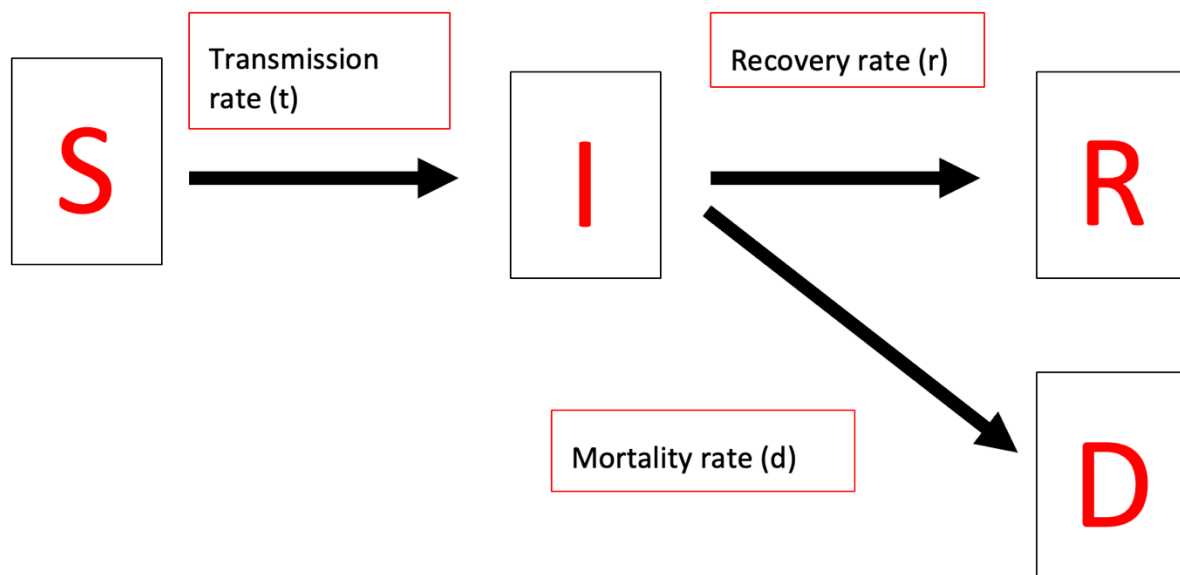 Transmission
rate (t)
Recovery rate (r)
S
I
R
Mortality rate (d)
D